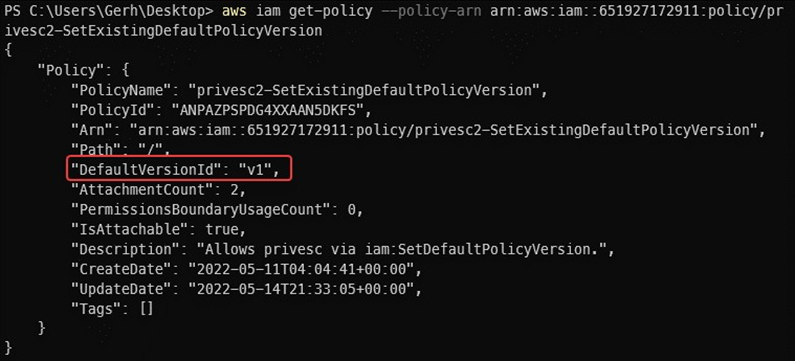 PS C:\Users\Gerh\Desktop> aws iam get-policy --policy-arn arn:aws:iam::651927172911:policy/pr
ivesc2-SetExistingDefaultPolicyVersion
{
    "Policy": {
        "PolicyName": "privesc2-SetExistingDefaultPolicyVersion",
        "PolicyId": "ANPAZPSPDG4XXAAN5DKFS",
        "Arn": "arn:aws:iam::651927172911:policy/privesc2-SetExistingDefaultPolicyVersion",
        "Path": "/",
        "DefaultVersionId": "v1",
        "AttachmentCount": 2,
        "PermissionsBoundaryUsageCount": 0,
        "IsAttachable": true,
        "Description": "Allows privesc via iam:SetDefaultPolicyVersion.",
        "CreateDate": "2022-05-11T04:04:41+00:00",
        "UpdateDate": "2022-05-14T21:33:05+00:00",
        "Tags": []
    }
}